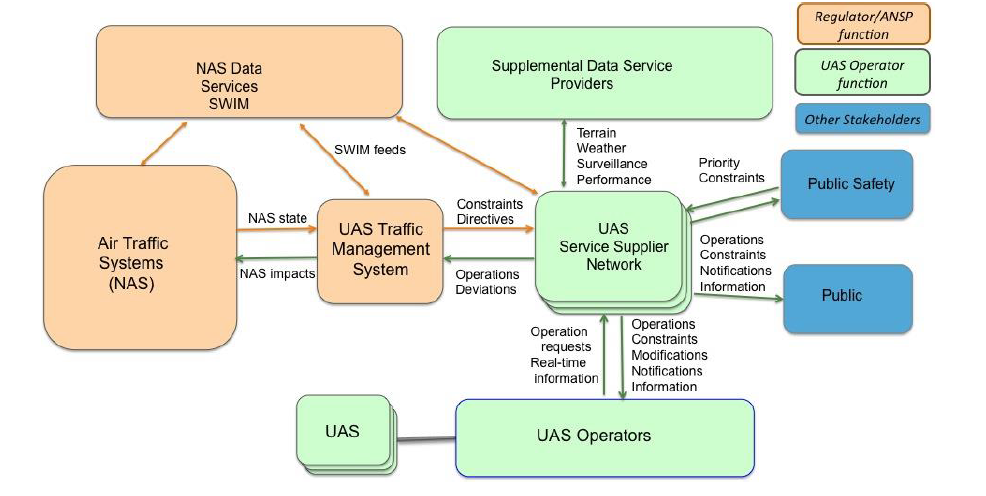 Regulator/ANSP
function
UAS Operator
function
Other Stakeholders
NAS Data
Services
SWIM
Supplemental Data Service
Providers
SWIM feeds
Terrain
Weather
Surveillance
Performance
Priority
Constraints
Public Safety
Air Traffic
Systems
(NAS)
NAS state
NAS impacts
UAS Traffic
Management
System
Constraints
Directives
Operations
Deviations
UAS
Service Supplier
Network
Operations
Constraints
Notifications
Information
Public
Operation
requests
Real-time
information
Operations
Constraints
Modifications
Notifications
Information
UAS
UAS Operators